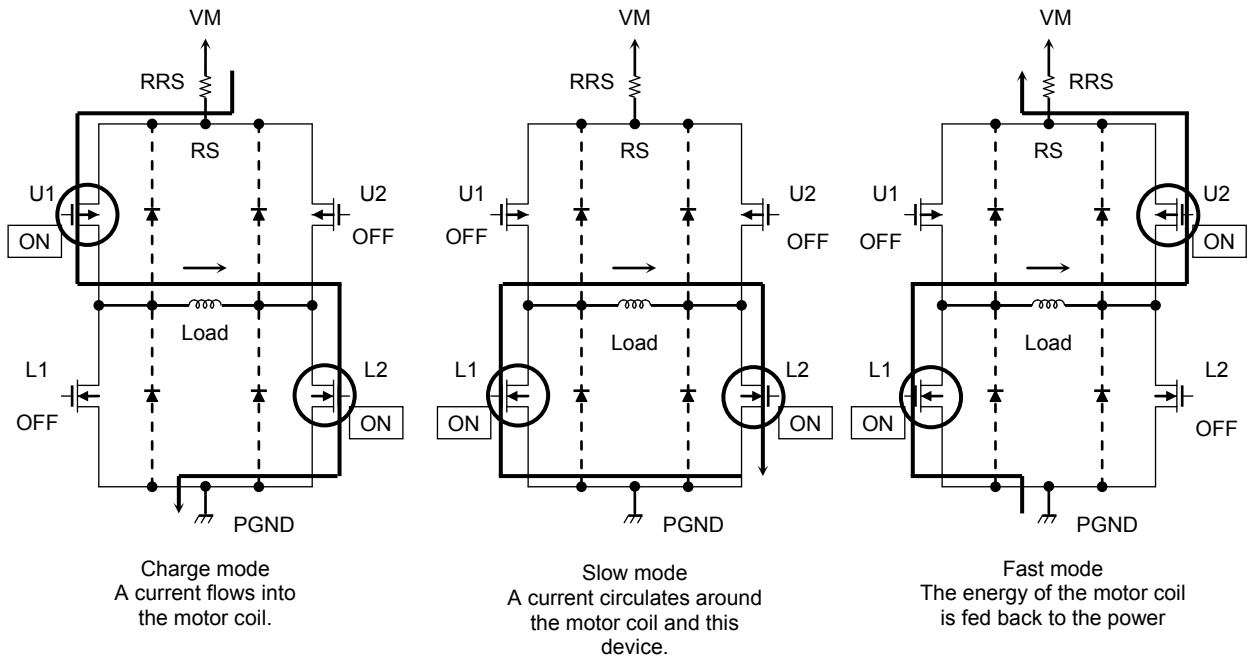 VM
RRS
RS
U1
ON
U2
OFF
Load
L1
OFF
L2
ON
PGND
Charge mode
A current flows into
the motor coil.
VM
RRS
RS
U1
OFF
U2
OFF
Load
L1
ON
L2
ON
PGND
Slow mode
A current circulates around
the motor coil and this
device.
VM
RRS
RS
U1
OFF
U2
ON
Load
L1
ON
L2
OFF
PGND
Fast mode
The energy of the motor coil
is fed back to the power